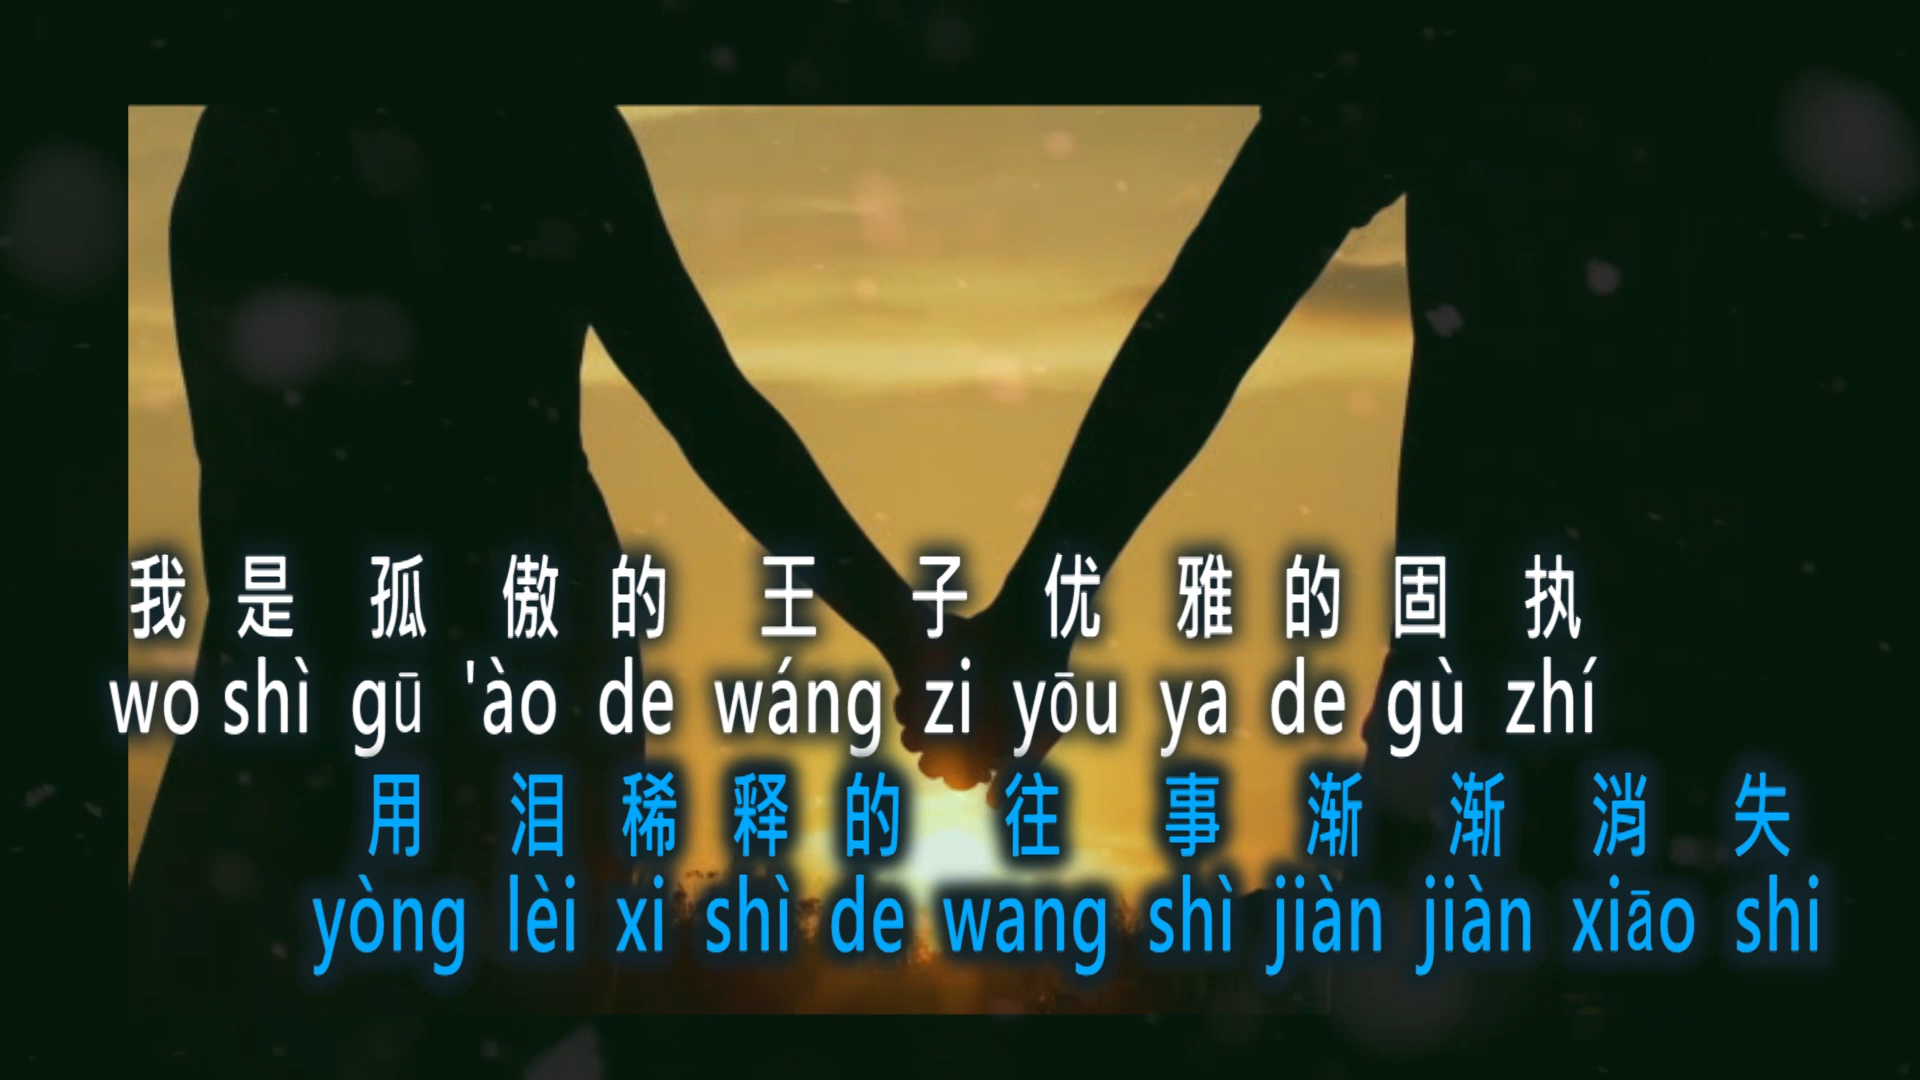 我是孤傲的王子优雅的固执
wo shì gū 'ào de wáng zi yōu ya de gù zhí
用泪稀释的往事渐渐消失
yòng lèi xi shì de wang shì jiàn jiàn xiāo shi